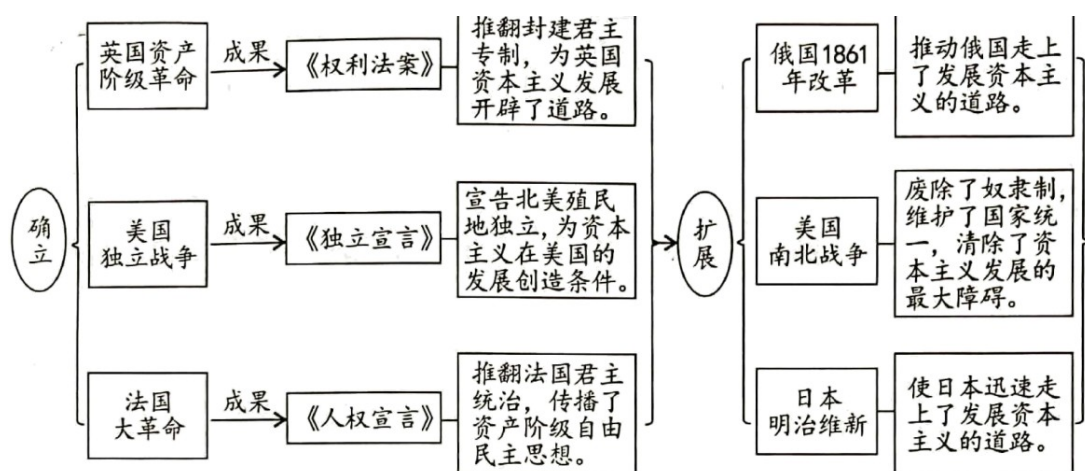 确
立
英国资产
阶级革命
成果
《权利法案》
推翻封建君主
专制，为英国
资本主义发展
开辟了道路。
美国
独立战争
成果
《独立宣言》
宣告北美殖民
地独立，为资本
主义在美国的
发展创造条件。
法国
大革命
成果
《人权宣言》
推翻法国君主
统治，传播了
资产阶级自由
民主思想。
扩
展
俄国1861
年改革
推动俄国走上
了发展资本主
义的道路。
美国
南北战争
废除了奴隶制，
维护了国家统
一，清除了资
本主义发展的
最大障碍。
日本
明治维新
使日本迅速走
上了发展资本
主义的道路。